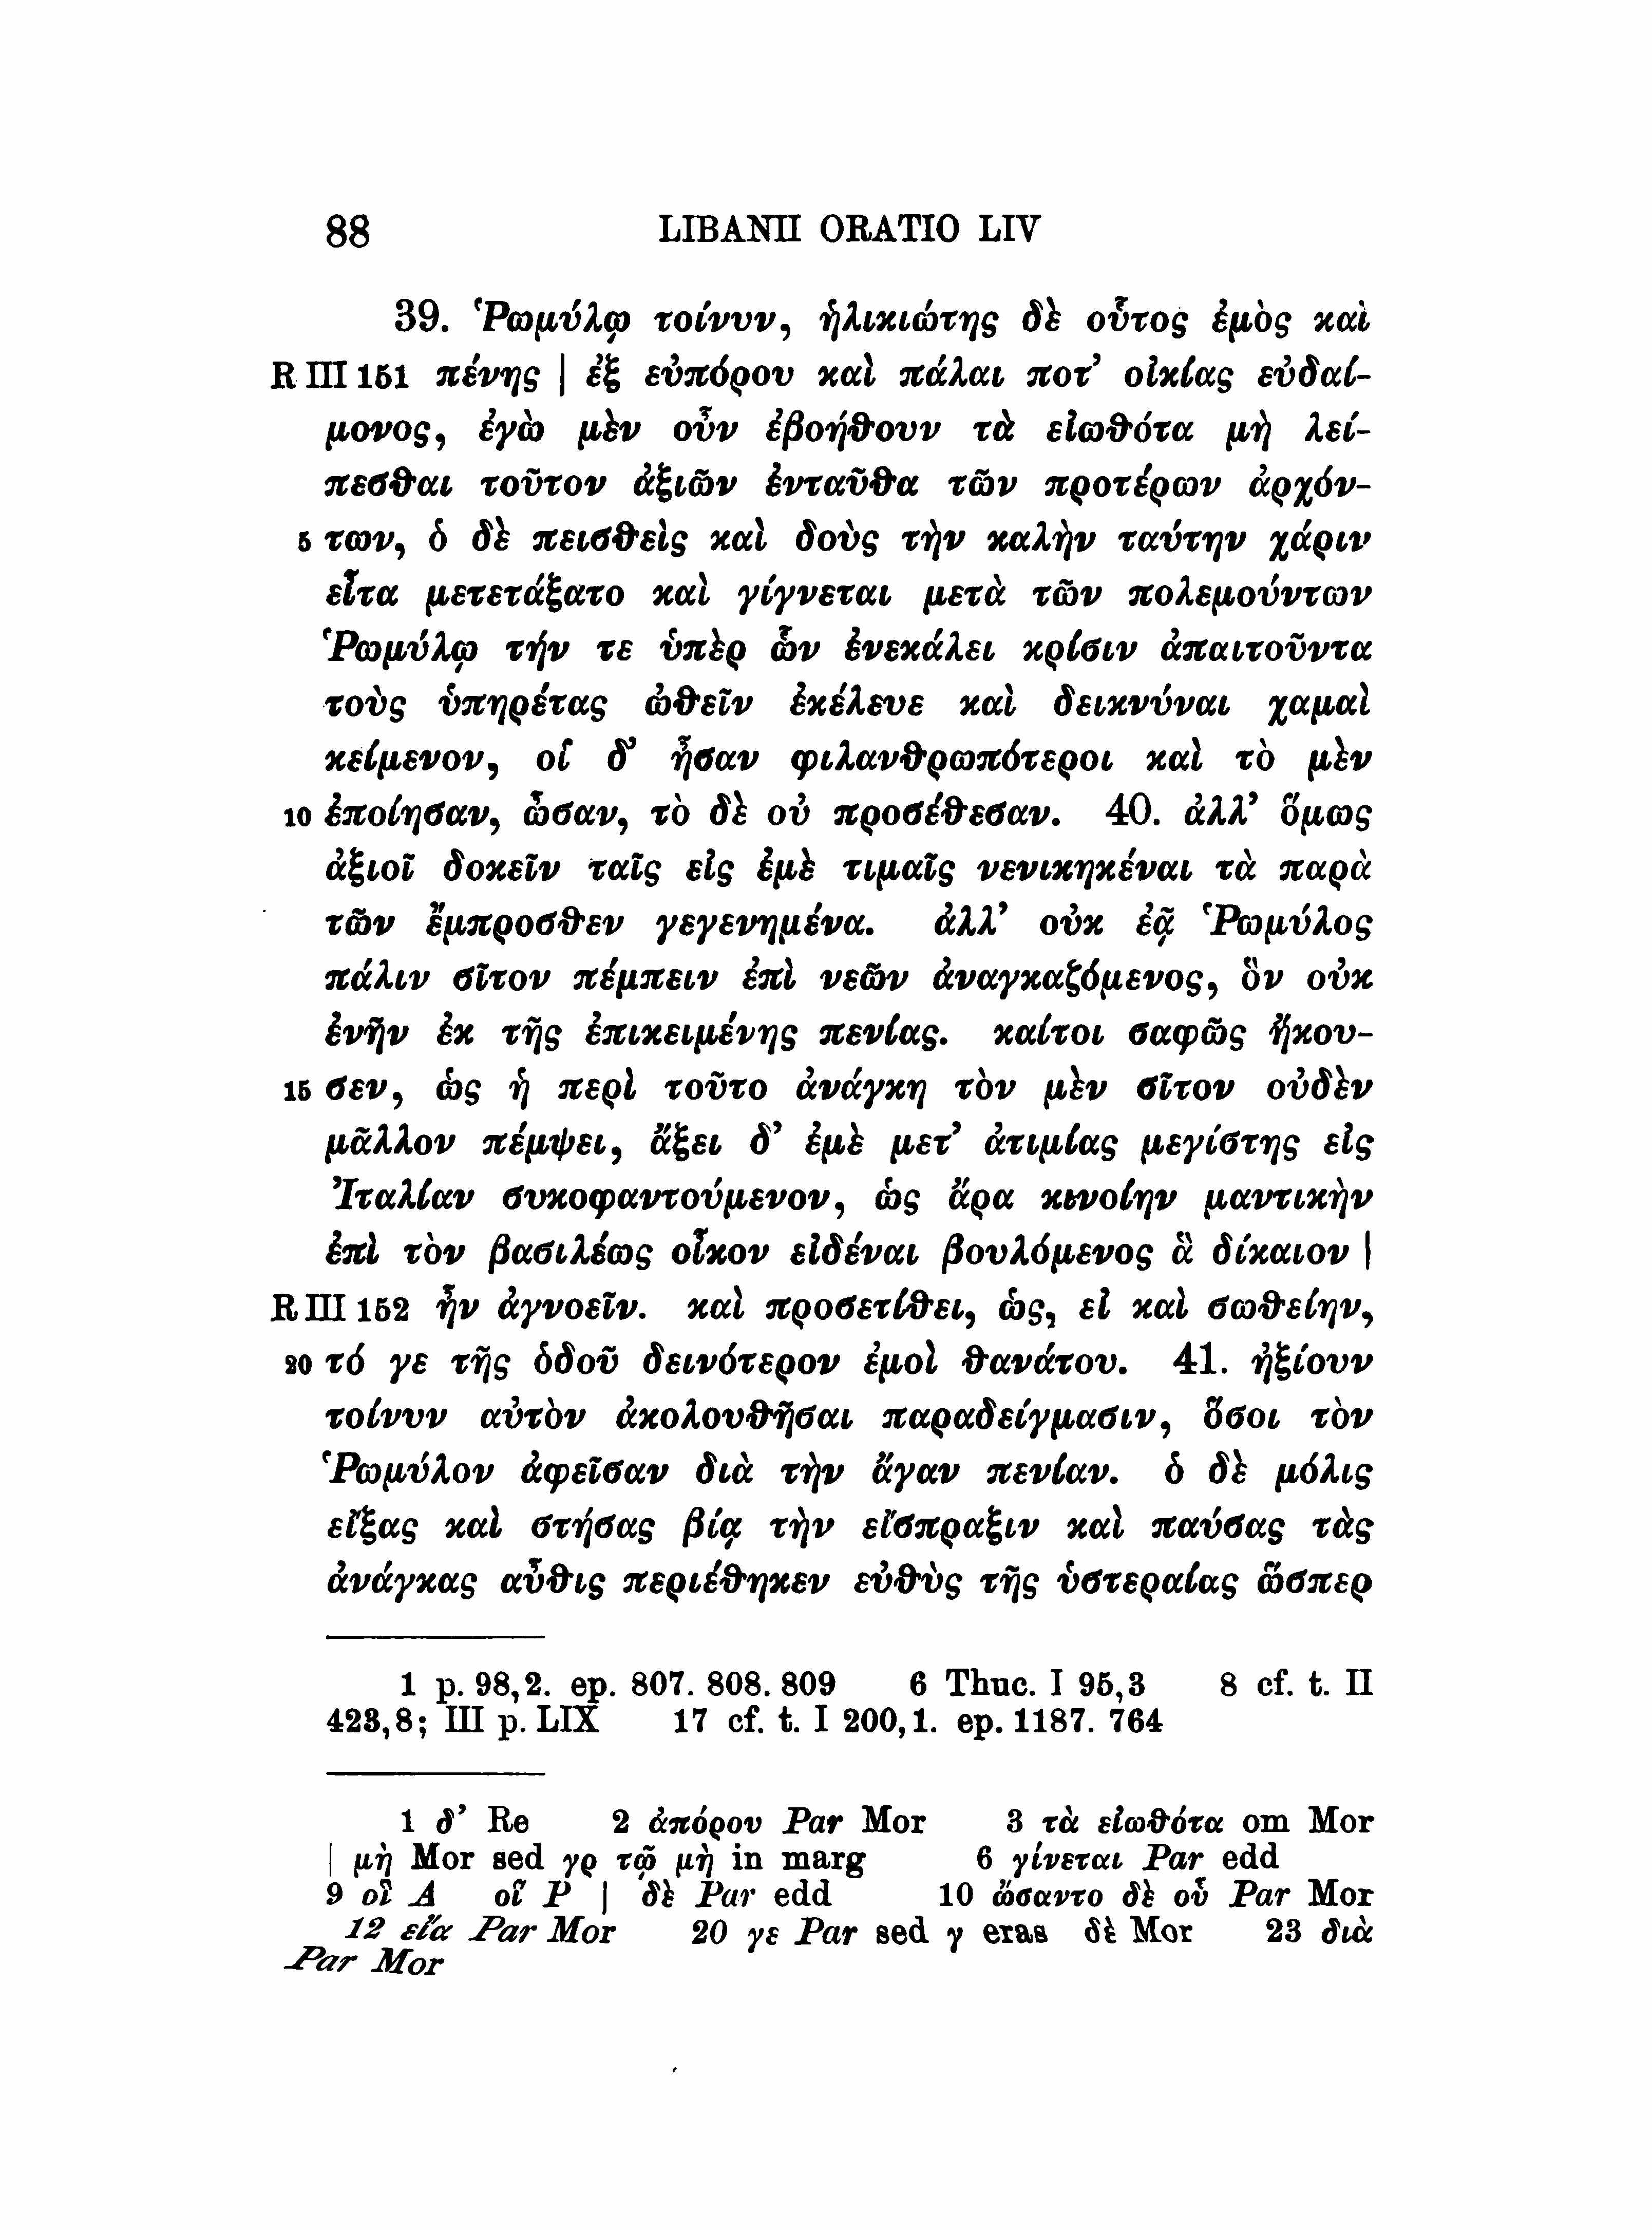 88 LIBANII ORATIO LIV
39. Ῥωμύλῳ τοίνυν, ἡλικιώτης δὲ οὗτος ἐμὸς καὶ
R III 151 πένης | ἐξ εὐπόρου καὶ πάλαι ποτ’ οἰκίας εὐδαί-
μονος, ἐγὼ μὲν οὖν ἐβοήθουν τὰ εἰωθότα μὴ λεί-
πεσθαι τοῦτον ἀξιῶν ἐνταῦθα τῶν προτέρων ἀρχόν-
5 των, ὁ δὲ πεισθεὶς καὶ δοὺς τὴν καλὴν ταύτην χάριν
εἶτα μετετάξατο καὶ γίγνεται μετὰ τῶν πολεμούντων
Ῥωμύλῳ τήν τε ὑπὲρ ὧν ἐνεκάλει κρίσιν ἀπαιτοῦντα
τοὺς ὑπηρέτας ὠθεῖν ἐκέλευε καὶ δεικνύναι χαμαὶ
κείμενον, οἱ δ’ ἦσαν φιλανθρωπότεροι καὶ τὸ μὲν
10 ἐποίησαν, ὦσαν, τὸ δὲ οὐ προσέθεσαν. 40. ἀλλ’ ὅμως
ἀξιοῖ δοκεῖν ταῖς εἰς ἐμὲ τιμαῖς νενικηκέναι τὰ παρὰ
τῶν ἔμπροσθεν γεγενημένα. ἀλλ’ οὐκ ἐᾷ Ῥωμύλος
πάλιν σῖτον πέμπειν ἐπὶ νεῶν ἀναγκαζόμενος, ὃν οὐκ
ἐνῆν ἐκ τῆς ἐπικειμένης πενίας. καίτοι σαφῶς ἤκου-
15 σεν, ὡς ἡ περὶ τοῦτο ἀνάγκη τὸν μὲν σῖτον οὐδὲν
μᾶλλον πέμψει, ἄξει δ’ ἐμὲ μετ’ ἀτιμίας μεγίστης εἰς
Ἰταλίαν συκοφαντούμενον, ὡς ἄρα κινοίην μαντικὴν
ἐπὶ τὸν βασιλέως οἶκον εἰδέναι βουλόμενος ἃ δίκαιον |
R III 152 ἦν ἀγνοεῖν. καὶ προσετίθει, ὡς, εἰ καὶ σωθείην,
20 τό γε τῆς ὁδοῦ δεινότερον ἐμοὶ θανάτου. 41. ἠξίουν
τοίνυν αὐτὸν ἀκολουθῆσαι παραδείγμασιν, ὅσοι τὸν
Ῥωμύλον ἀφεῖσαν διὰ τὴν ἄγαν πενίαν. ὁ δὲ μόλις
εἴξας καὶ στήσας βίᾳ τὴν εἴσπραξιν καὶ παύσας τὰς
ἀνάγκας αὖθις περιέθηκεν εὐθὺς τῆς ὑστεραίας ὥσπερ
1 p. 98,2. ep. 807. 808. 809 6 Thuc. I 95,3 8 cf. t. II
423,8; III p. LIX 17 cf. t. I 200,1. ep. 1187. 764
1 δ’ Re 2 ἀπόρου Par Mor 3 τὰ εἰωθότα om Mor
| μὴ Mor sed γρ τῷ μὴ in marg 6 γίνεται Par edd
9 οἳ A οἵ P | δὲ Par edd 10 ὤσαντο δὲ οὗ Par Mor
12 εἴα Par Mor 20 γε Par sed γ eras δὲ Mor 23 διὰ
Par Mor